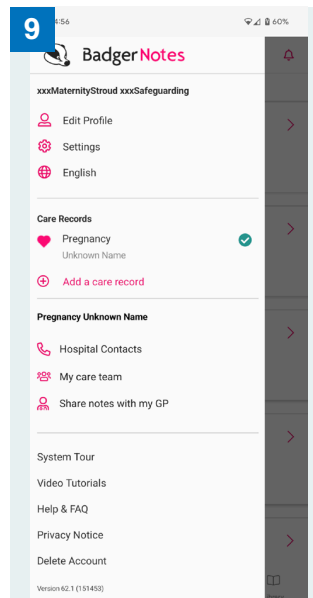 9
4:56
60%
BadgerNotes
xxxMaternityStroud xxxSafeguarding
Edit Profile
Settings
English
Care Records
Pregnancy
Unknown Name
Add a care record
Pregnancy Unknown Name
Hospital Contacts
My care team
Share notes with my GP
System Tour
Video Tutorials
Help & FAQ
Privacy Notice
Delete Account
Version 62.1 (151453)